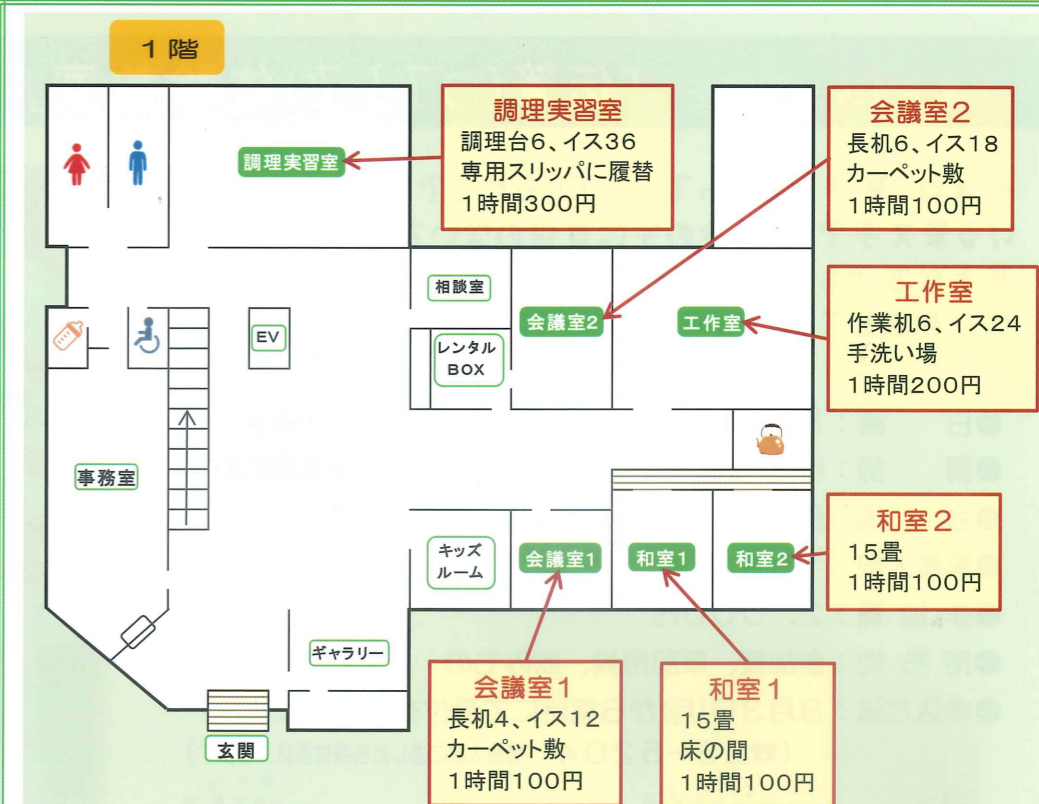 1階
調理実習室
調理台6、イス36
専用スリッパに履替
1時間300円
会議室2
長机6、イス18
カーペット敷
1時間100円
調理実習室
工作室
作業机6、イス24
手洗い場
1時間200円
相談室
会議室2
工作室
EV
レンタル
BOX
事務室
和室2
15畳
1時間100円
キッズ
ルーム
会議室1
和室1
和室2
ギャラリー
玄関
会議室1
長机4、イス12
カーペット敷
1時間100円
和室1
15畳
床の間
1時間100円